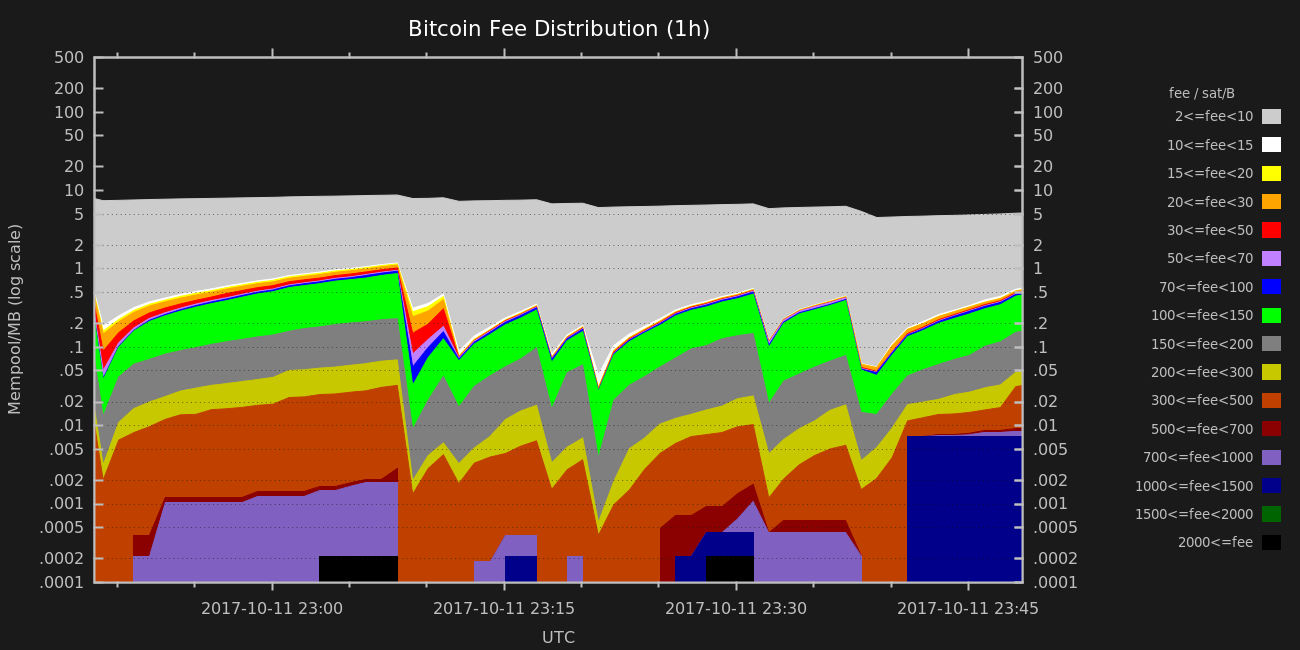 Bitcoin Fee Distribution (1h)
Mempool/MB (log scale)
500
200
100
50
20
10
5
2
1
.5
.2
.1
.05
.02
.01
.005
.002
.001
.0005
.0002
.0001
500
200
100
50
20
10
5
2
1
.5
.2
.1
.05
.02
.01
.005
.002
.001
.0005
.0002
.0001
2017-10-11 23:00
2017-10-11 23:15
2017-10-11 23:30
2017-10-11 23:45
UTC
fee / sat/B
2<=fee<10
10<=fee<15
15<=fee<20
20<=fee<30
30<=fee<50
50<=fee<70
70<=fee<100
100<=fee<150
150<=fee<200
200<=fee<300
300<=fee<500
500<=fee<700
700<=fee<1000
1000<=fee<1500
1500<=fee<2000
2000<=fee